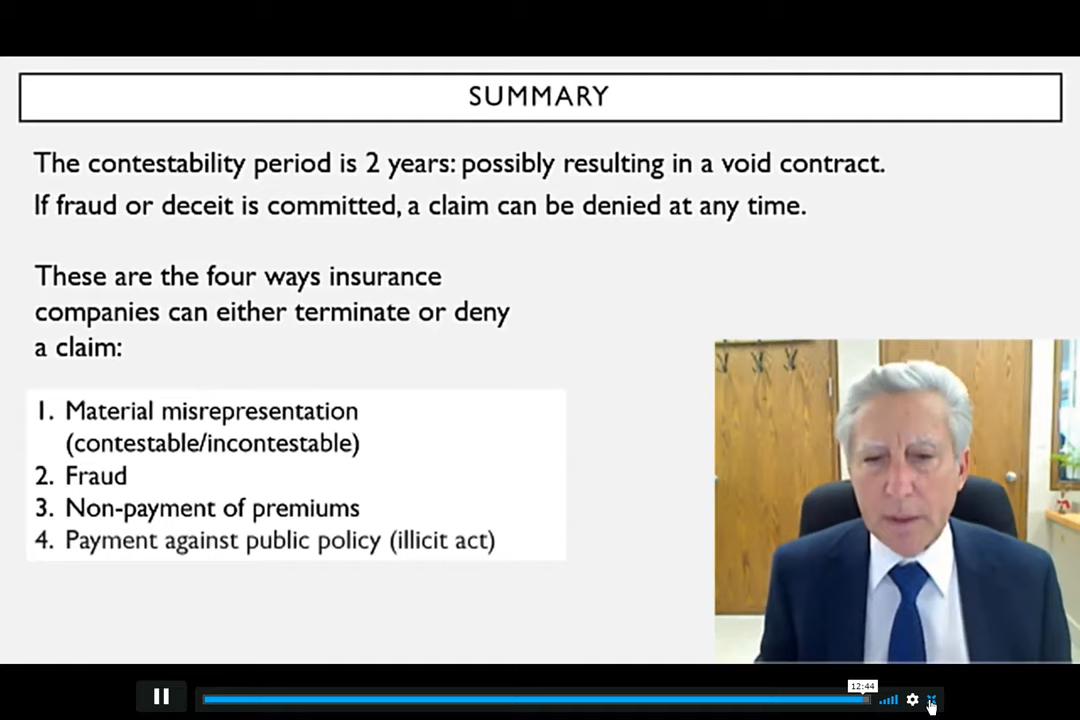 SUMMARY
The contestability period is 2 years: possibly resulting in a void contract.
If fraud or deceit is committed, a claim can be denied at any time.
These are the four ways insurance
companies can either terminate or deny
a claim:
1. Material misrepresentation
(contestable/incontestable)
2. Fraud
3. Non-payment of premiums
4. Payment against public policy (illicit act)
12:44